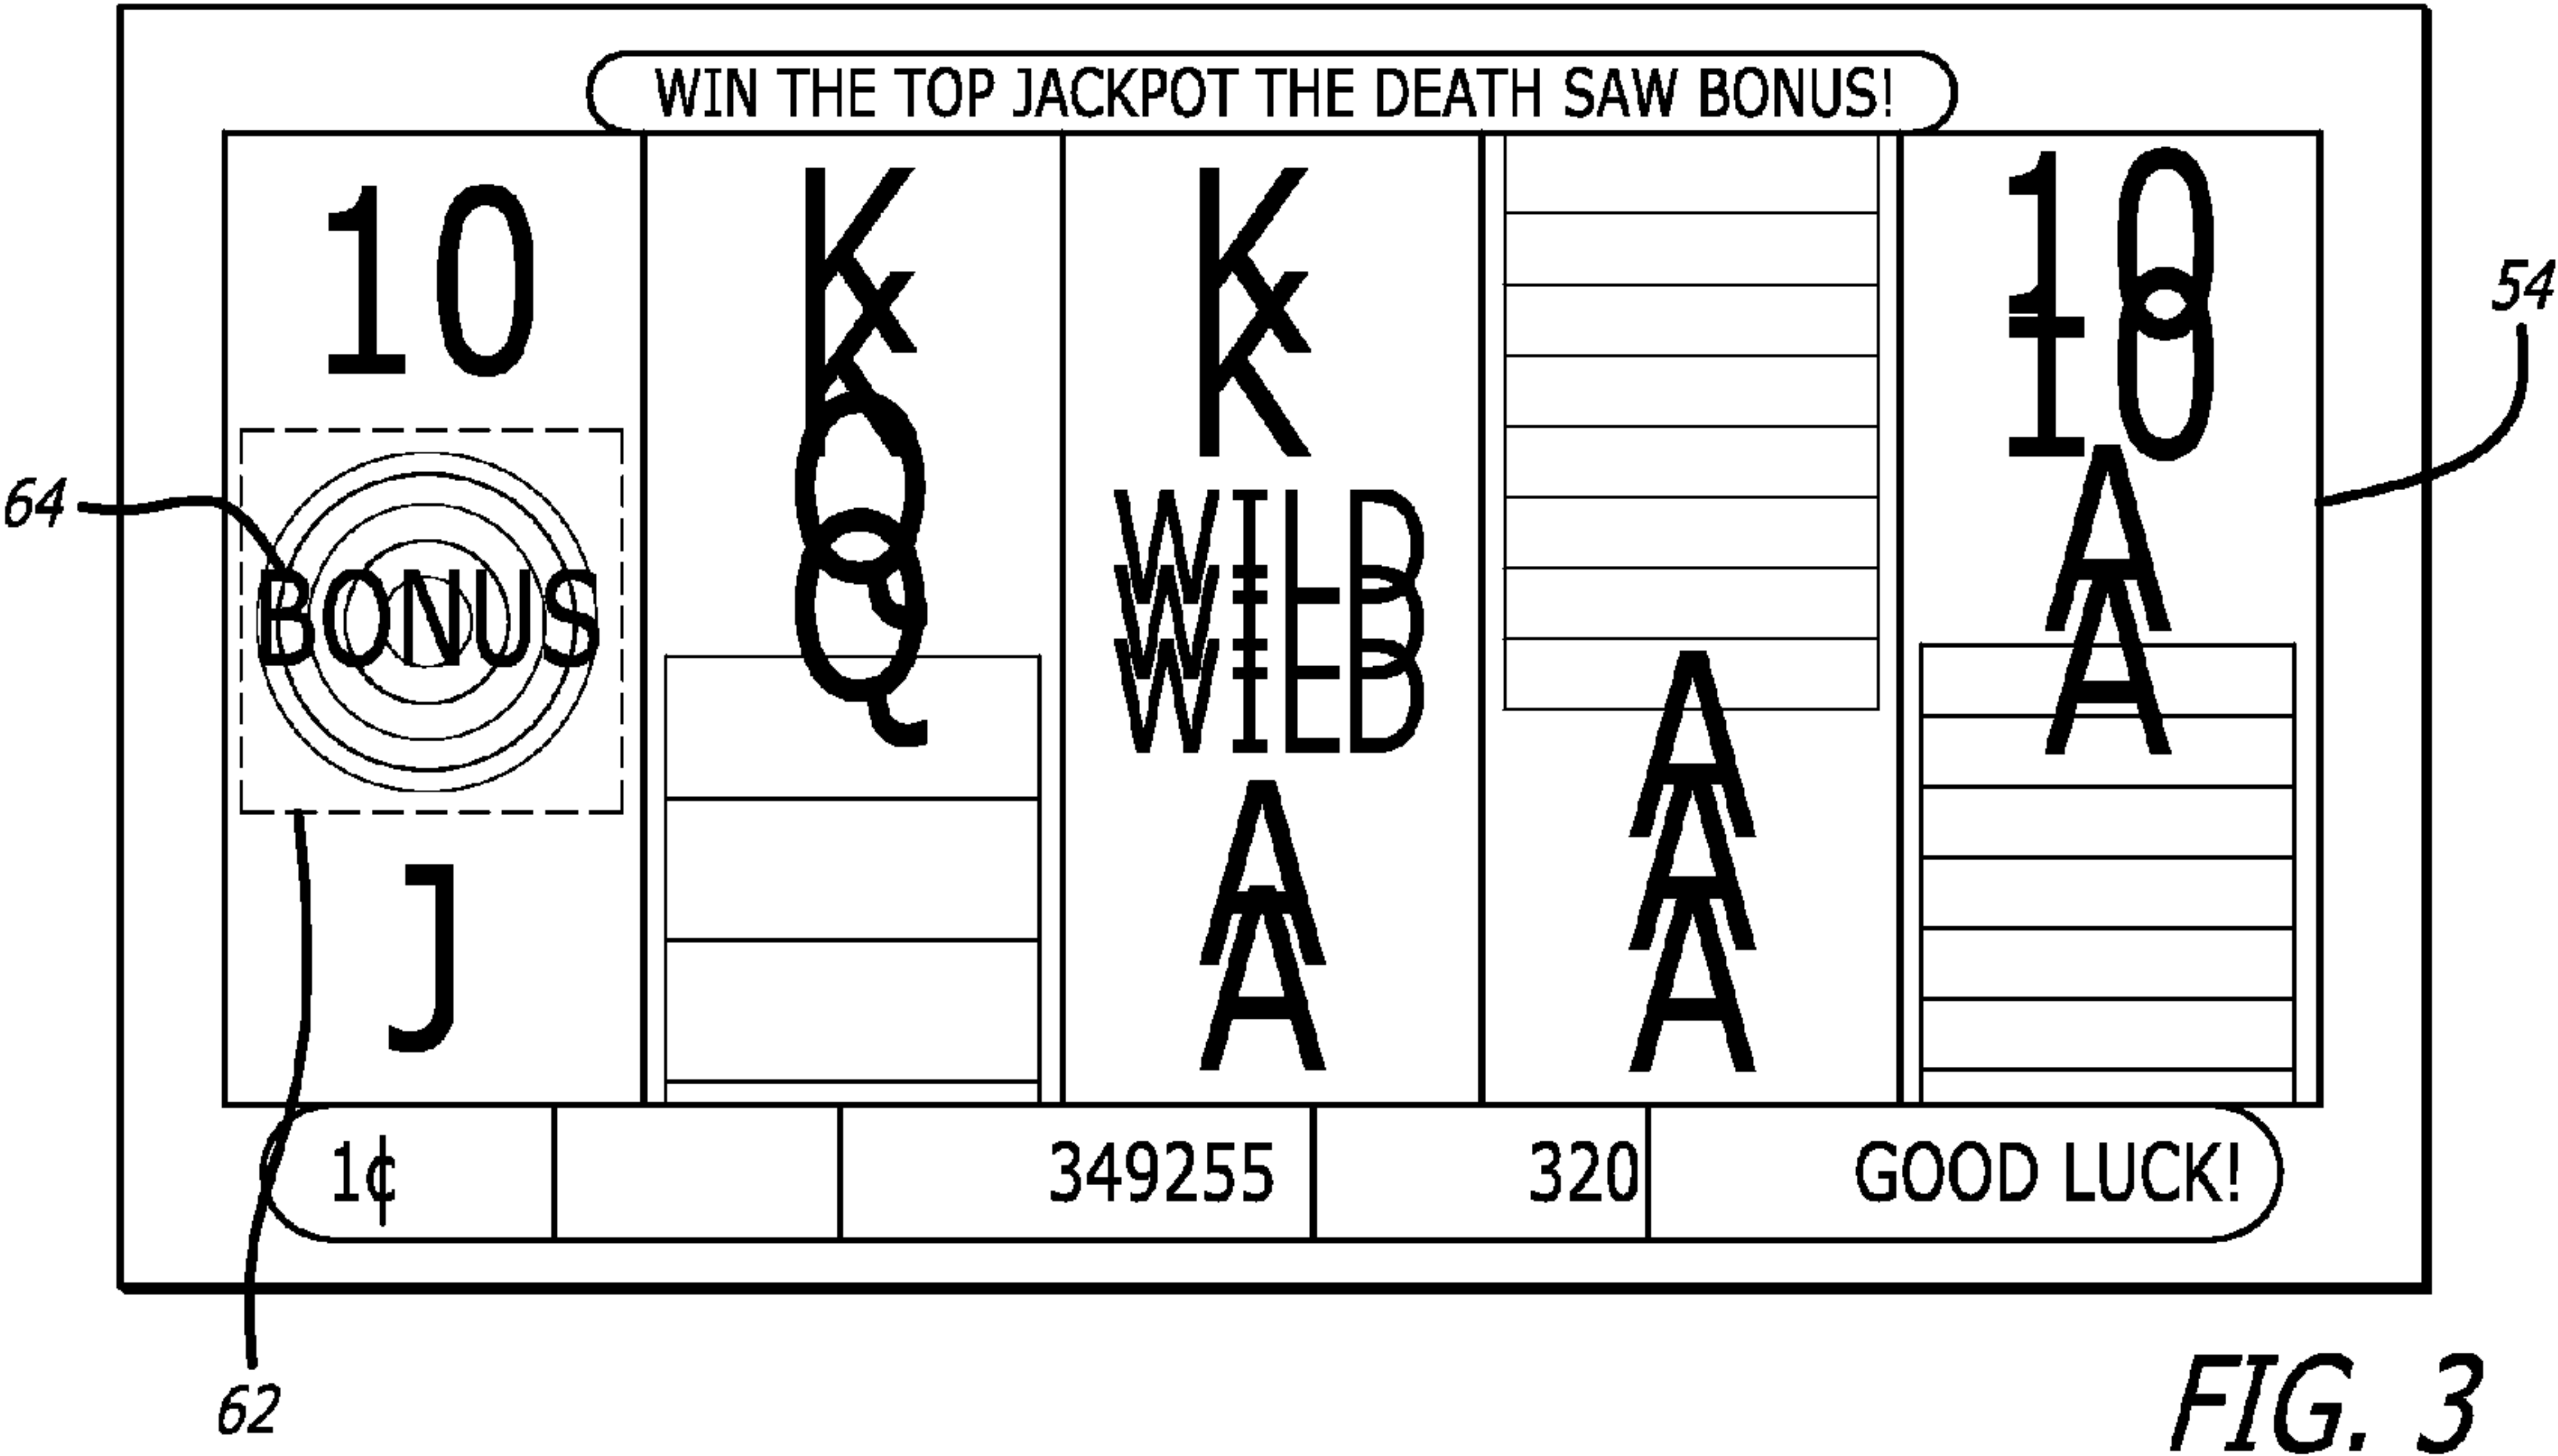 WIN THE TOP JACKPOT THE DEATH SAW BONUS!
10
K
K
Q
Q
K
K
WILD
WILD
WILD
A
A
A
A
A
10
10
A
A
54
64
BONUS
J
1¢
349255
320
GOOD LUCK!
62
FIG. 3